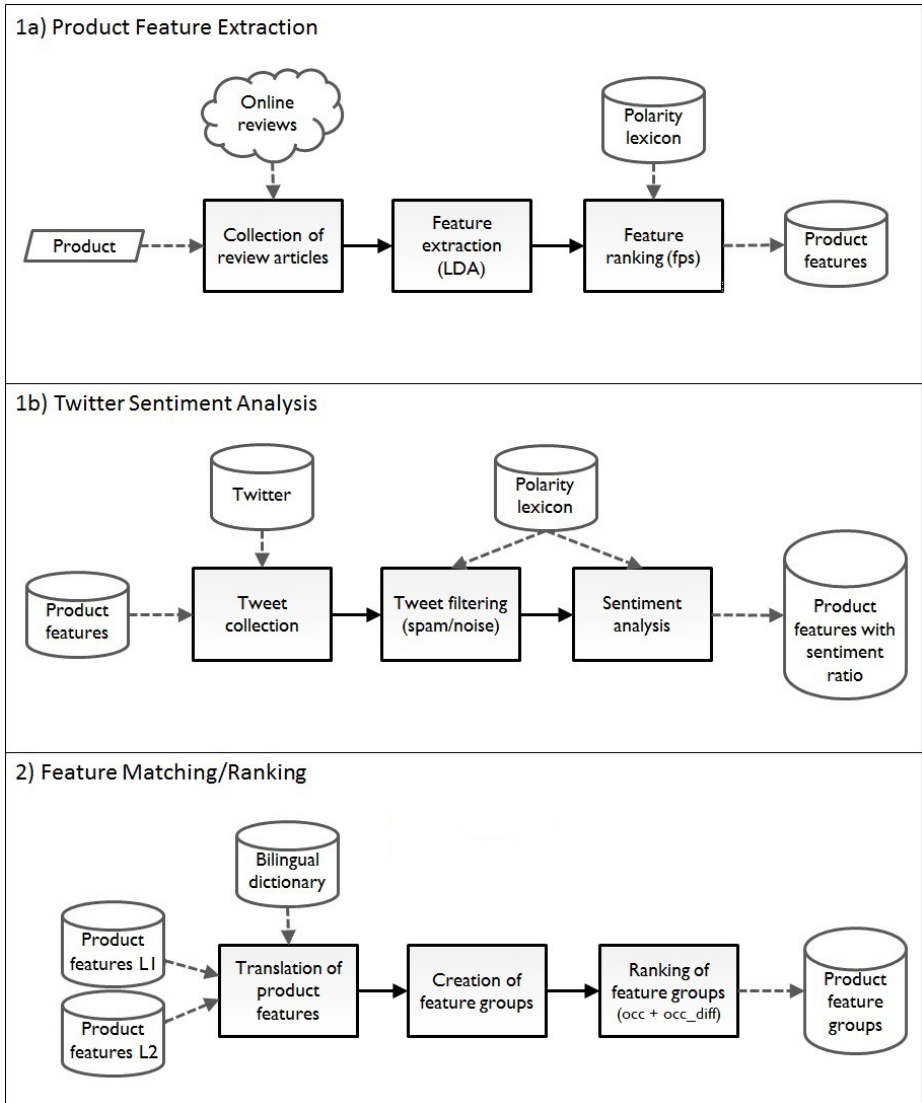 1a) Product Feature Extraction
Online
reviews
Polarity
lexicon
Product
Collection of
review articles
Feature
extraction
(LDA)
Feature
ranking (fps)
Product
features
1b) Twitter Sentiment Analysis
Twitter
Polarity
lexicon
Product
features
Tweet
collection
Tweet filtering
(spam/noise)
Sentiment
analysis
Product
features with
sentiment
ratio
2) Feature Matching/Ranking
Bilingual
dictionary
Product
features L1
Product
features L2
Translation of
product
features
Creation of
feature groups
Ranking of
feature groups
(occ + occ_diff)
Product
feature
groups